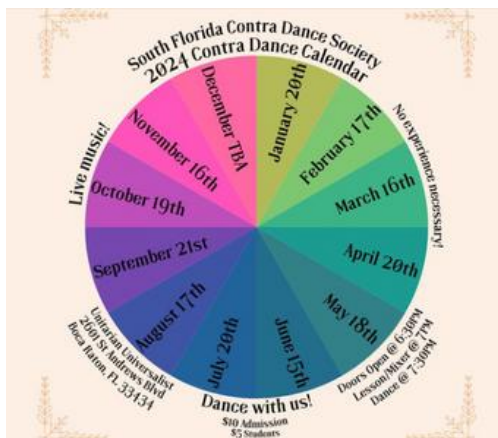 South Florida Contra Dance Society
2024 Contra Dance Calendar
January 20th
February 17th
March 16th
April 20th
May 18th
June 15th
July 20th
August 17th
September 21st
October 19th
November 16th
December TBA
Live music!
No experience necessary!
Unitarian Universalist
2601 St Andrews Blvd
Boca Raton, FL 33434
Doors Open @ 6:30PM
Lesson/Mixer @ 7PM
Dance @ 7:30PM
Dance with us!
$10 Admission
$5 Students